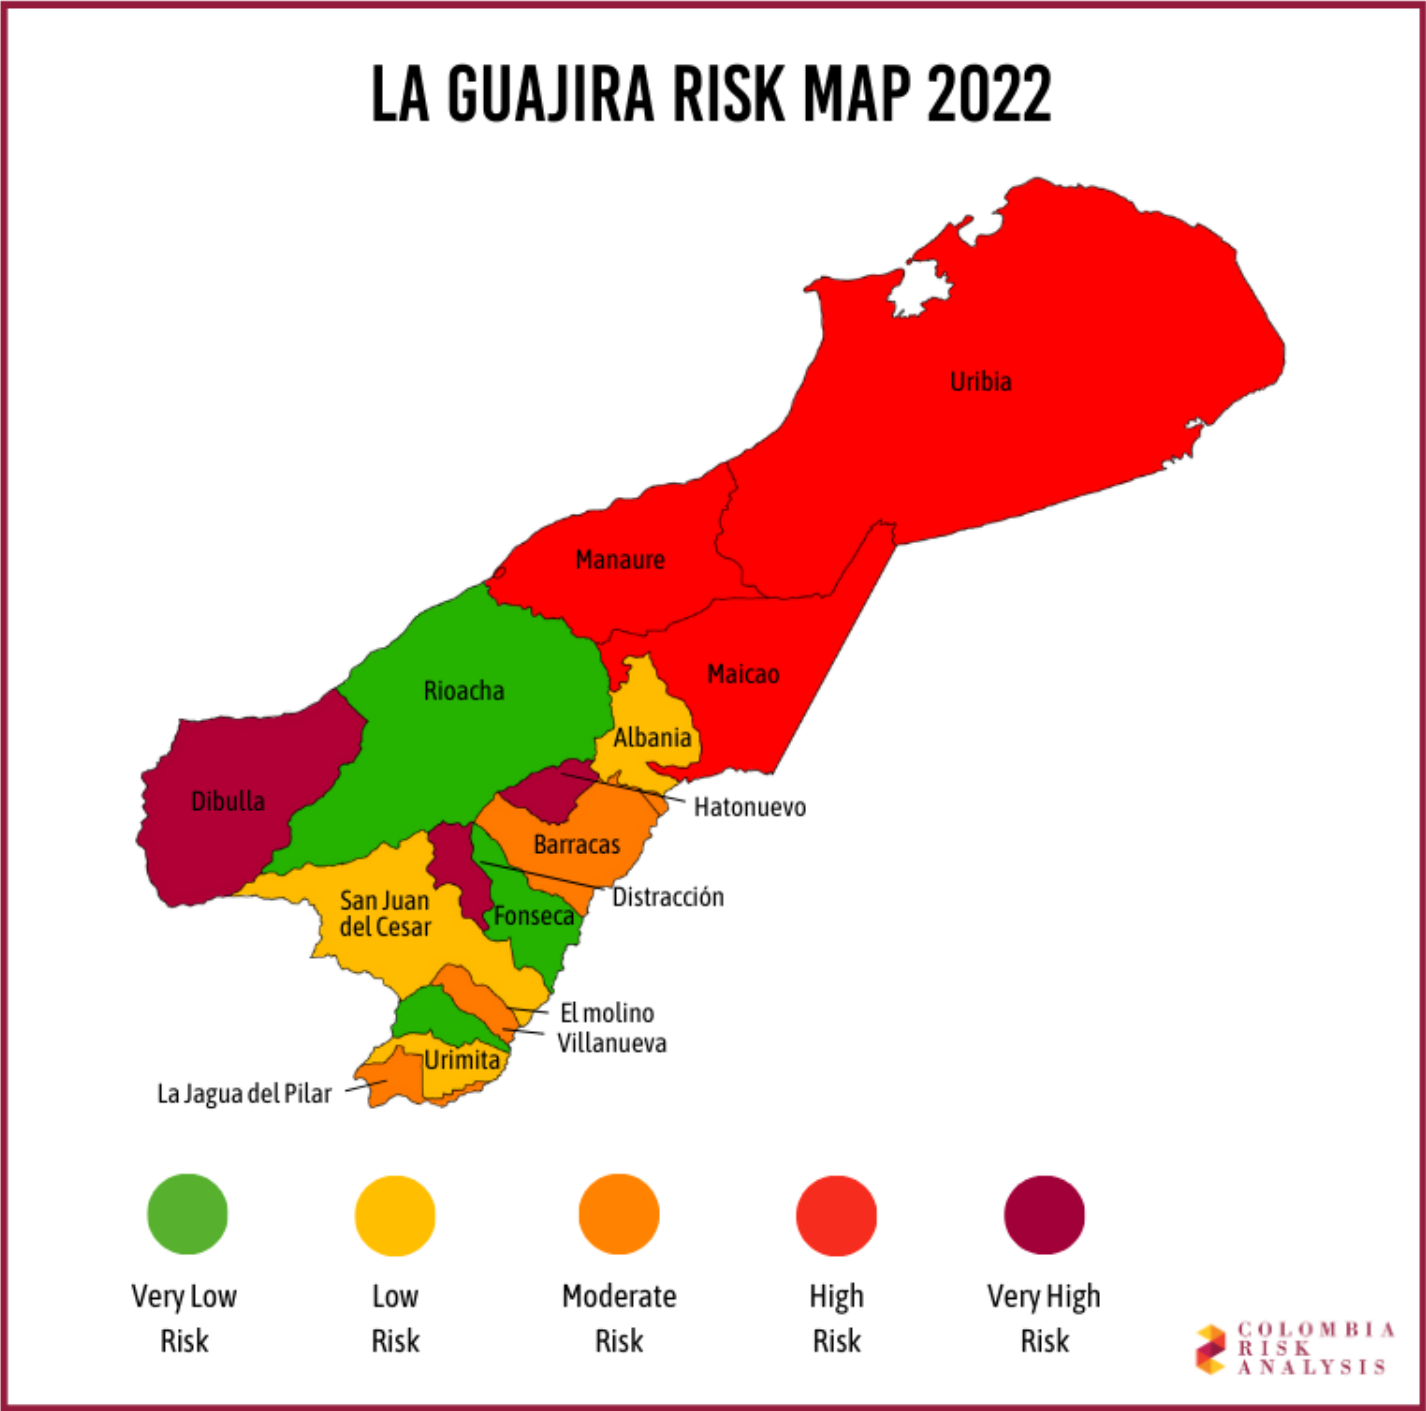 LA GUAJIRA RISK MAP 2022
Uribia
Manaure
Maicao
Rioacha
Albania
Dibulla
Hatonuevo
Barracas
Distracción
San Juan
del Cesar
Fonseca
El molino
Villanueva
Urimita
La Jagua del Pilar
Very Low
Risk
Low
Risk
Moderate
Risk
High
Risk
Very High
Risk
COLOMBIA
RISK
ANALYSIS